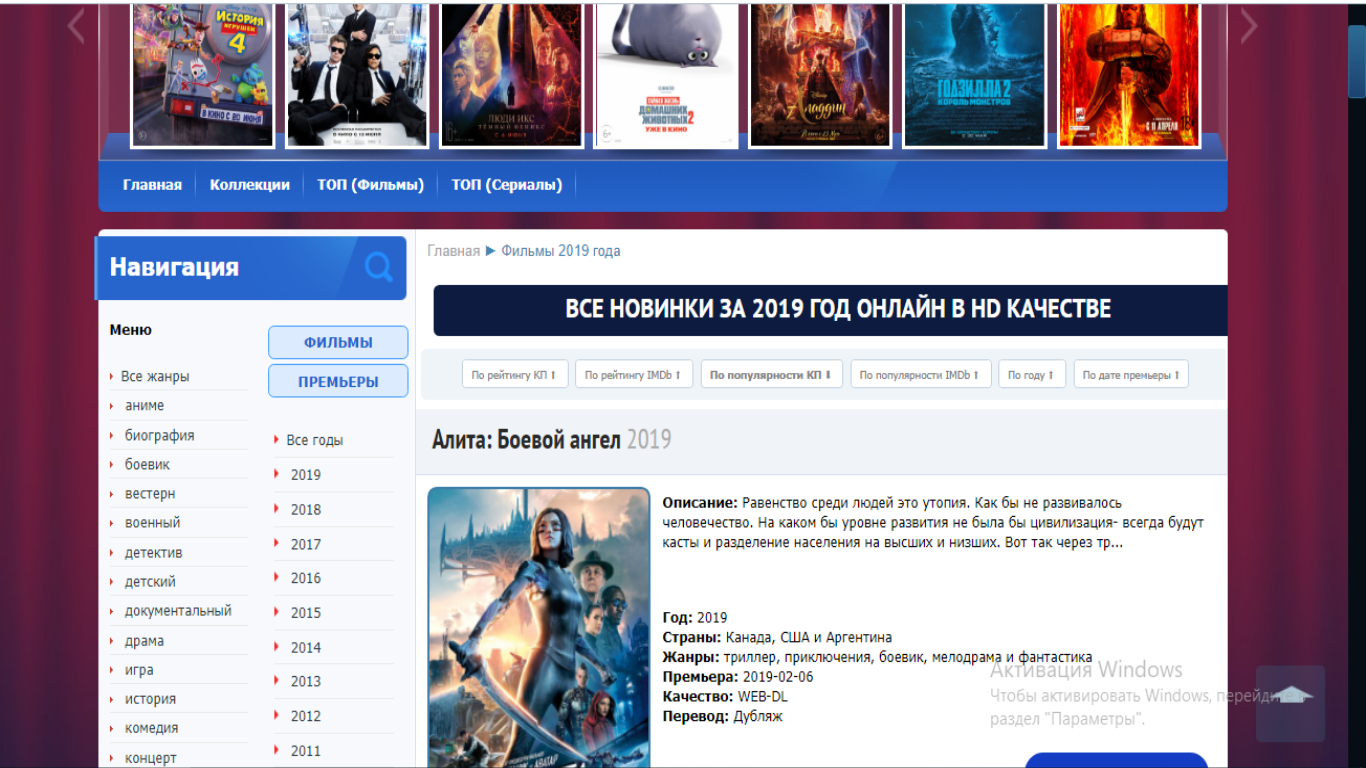 ИСТОРИЯ
ИГРУШЕК
4
В КИНО С 20 ИЮНЯ
ЛЮДИ ИКС
ТЁМНЫЙ ФЕНИКС
С 6 ИЮНЯ
16+
ТАЙНАЯ ЖИЗНЬ
ДОМАШНИХ
ЖИВОТНЫХ 2
УЖЕ В КИНО
6+
Disney
Аладдин
ГОДЗИЛЛА 2
КОРОЛЬ МОНСТРОВ
С 11 АПРЕЛЯ
18+
Главная
Коллекции
ТОП (Фильмы)
ТОП (Сериалы)
Навигация
Меню
Все жанры
аниме
биография
боевик
вестерн
военный
детектив
детский
документальный
драма
игра
история
комедия
концерт
ФИЛЬМЫ
ПРЕМЬЕРЫ
Все годы
2019
2018
2017
2016
2015
2014
2013
2012
2011
Главная ► Фильмы 2019 года
ВСЕ НОВИНКИ ЗА 2019 ГОД ОНЛАЙН В HD КАЧЕСТВЕ
По рейтингу КП ⬆
По рейтингу IMDb ⬆
По популярности КП ⬇
По популярности IMDb ⬆
По году ⬆
По дате премьеры ⬆
Алита: Боевой ангел 2019
Описание: Равенство среди людей это утопия. Как бы не развивалось
человечество. На каком бы уровне развития не была бы цивилизация- всегда будут
касты и разделение населения на высших и низших. Вот так через тр...
Год: 2019
Страны: Канада, США и Аргентина
Жанры: триллер, приключения, боевик, мелодрама и фантастика
Премьера: 2019-02-06
Качество: WEB-DL
Перевод: Дубляж
Активация Windows
Чтобы активировать Windows, перейдите в
раздел "Параметры".